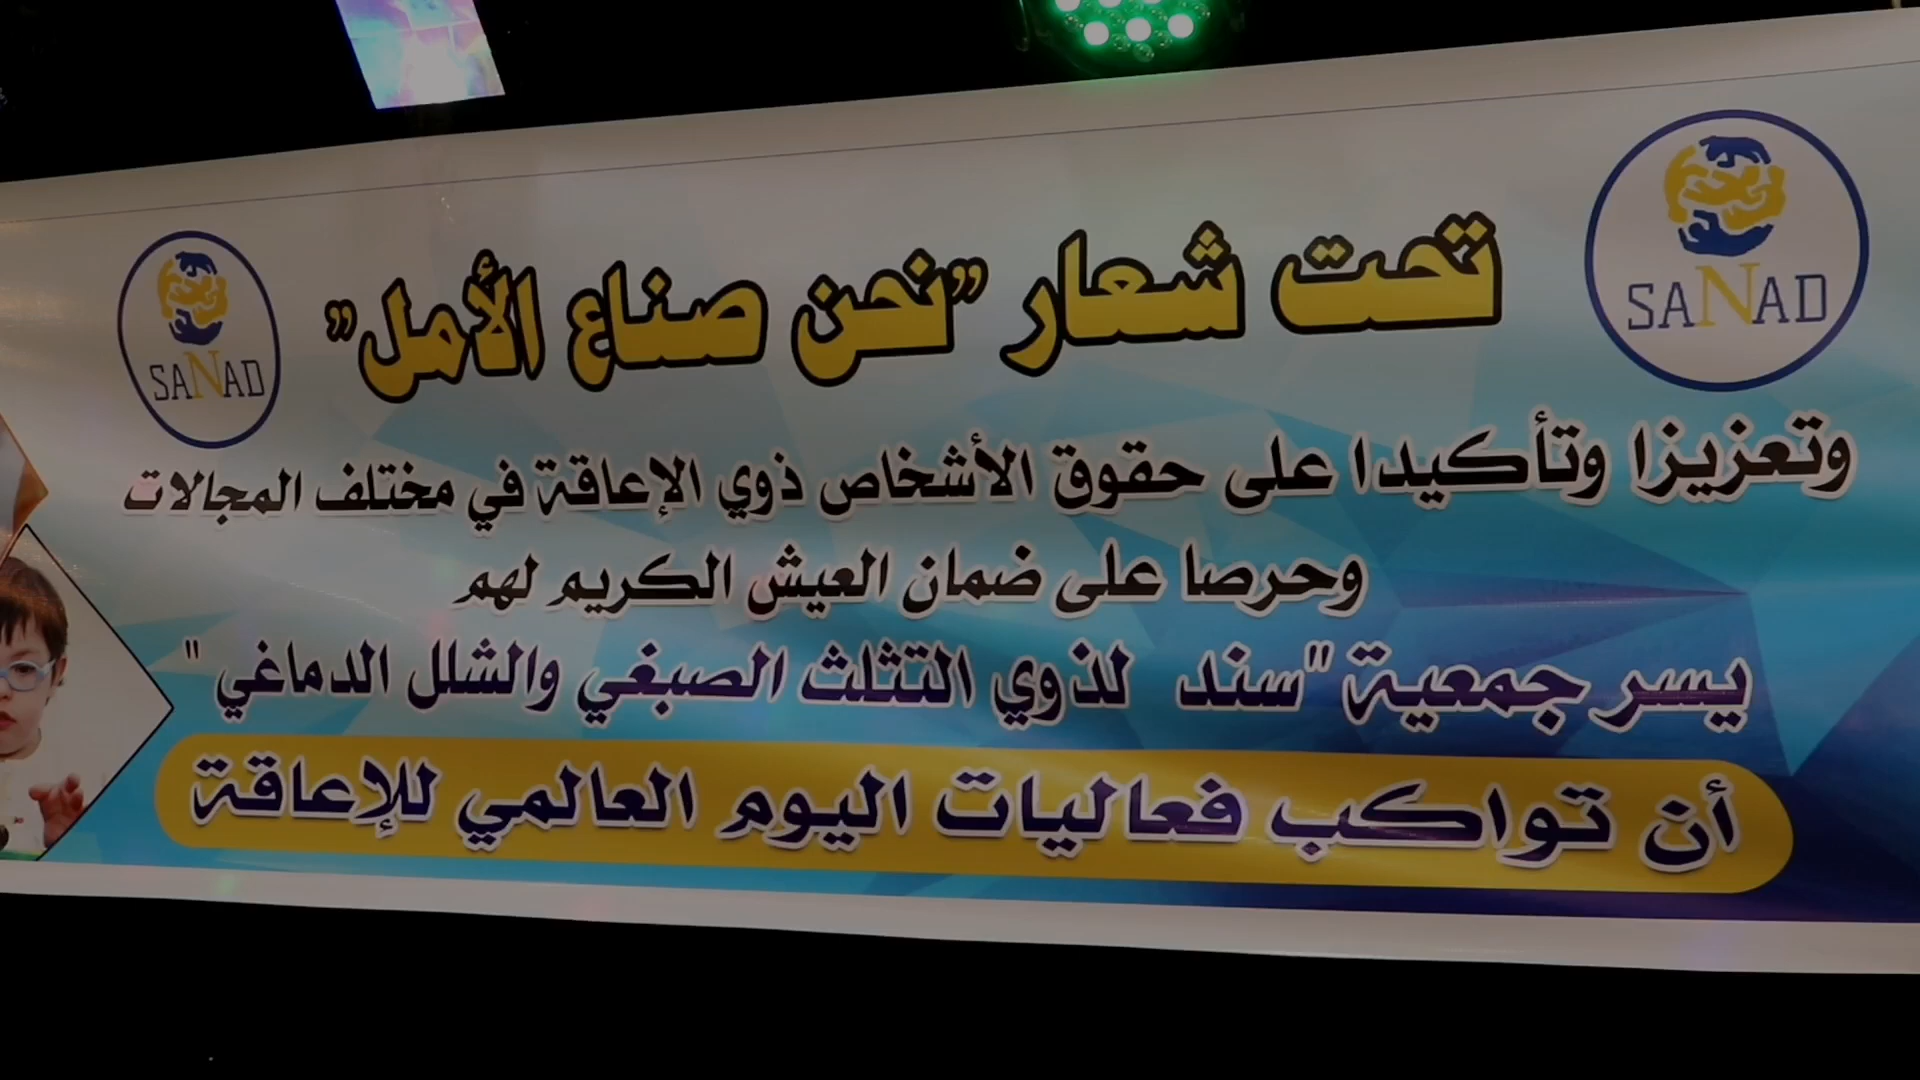 SANAD
SANAD
تحت شعار "نحن صناع الأمل"
وتعزيزا وتأكيدا على حقوق الأشخاص ذوي الإعاقة في مختلف المجالات
وحرصا على ضمان العيش الكريم لهم
يسر جمعية "سند لذوي التثلث الصبغي والشلل الدماغي "
أن تواكب فعاليات اليوم العالمي للإعاقة